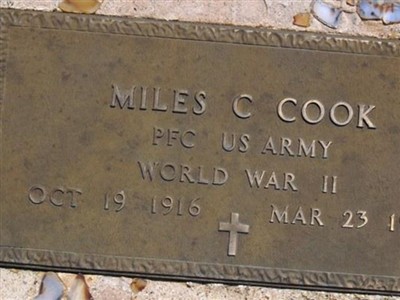 MILES C COOK
PFC US ARMY
WORLD WAR II
OCT 19 1916 MAR 23